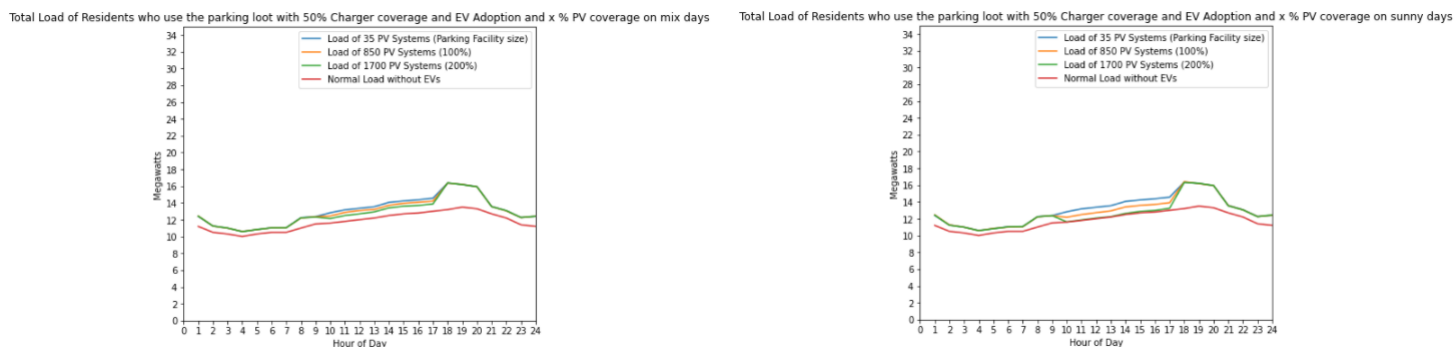 Total Load of Residents who use the parking loot with 50% Charger coverage and EV Adoption and x % PV coverage on mix days
34
32
30
28
26
24
22
20
18
16
14
12
10
8
6
4
2
0
Megawatts
Load of 35 PV Systems (Parking Facility size)
Load of 850 PV Systems (100%)
Load of 1700 PV Systems (200%)
Normal Load without EVs
0 1 2 3 4 5 6 7 8 9 10 11 12 13 14 15 16 17 18 19 20 21 22 23 24
Hour of Day
Total Load of Residents who use the parking loot with 50% Charger coverage and EV Adoption and x % PV coverage on sunny days
34
32
30
28
26
24
22
20
18
16
14
12
10
8
6
4
2
0
Megawatts
Load of 35 PV Systems (Parking Facility size)
Load of 850 PV Systems (100%)
Load of 1700 PV Systems (200%)
Normal Load without EVs
0 1 2 3 4 5 6 7 8 9 10 11 12 13 14 15 16 17 18 19 20 21 22 23 24
Hour of Day